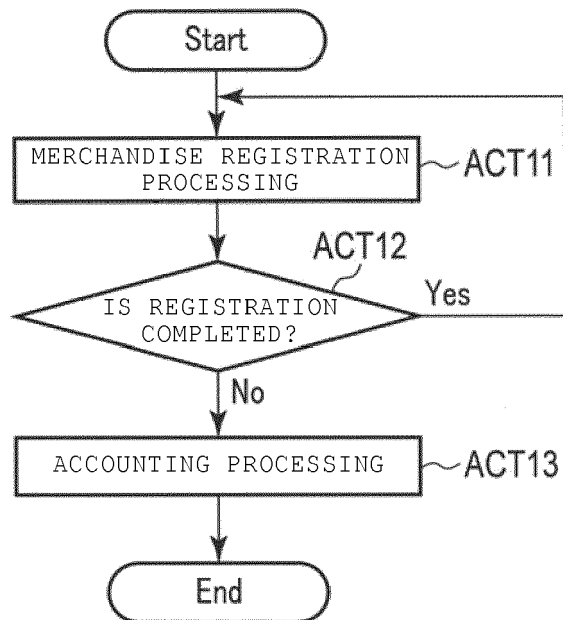 Start
MERCHANDISE REGISTRATION
PROCESSING
ACT11
ACT12
IS REGISTRATION
COMPLETED?
Yes
No
ACCOUNTING PROCESSING
ACT13
End